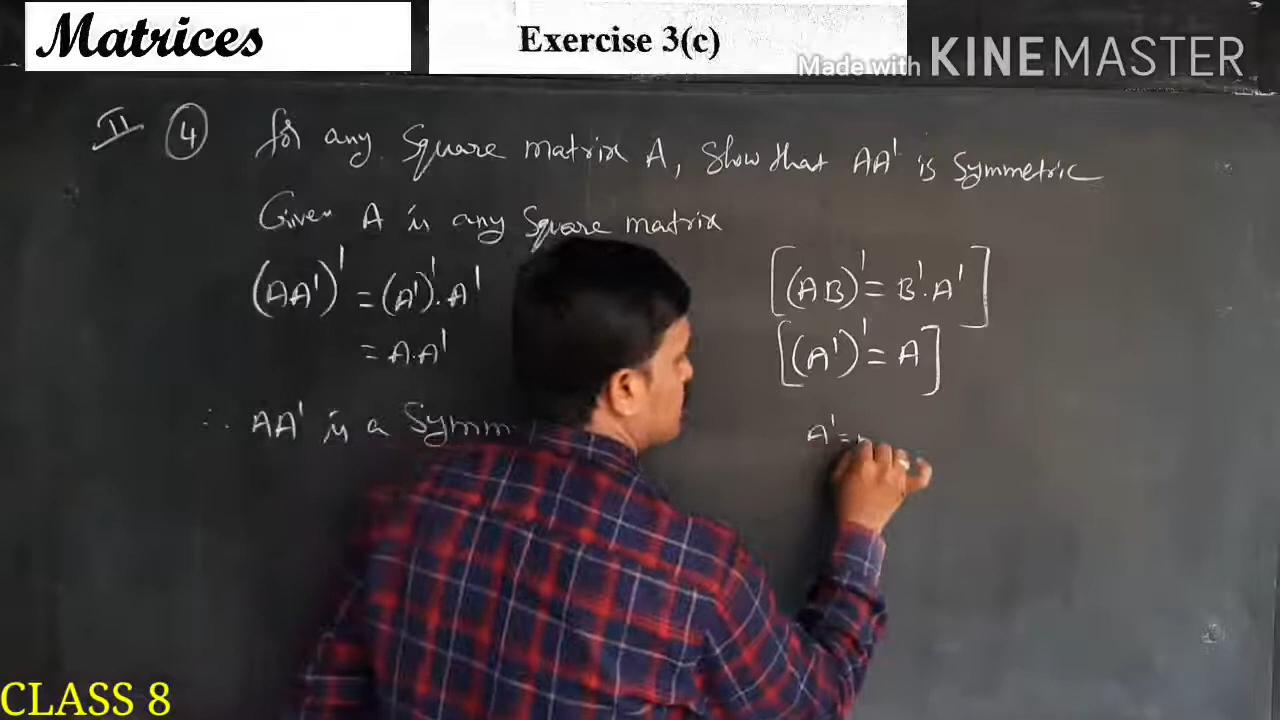 Matrices
Exercise 3(c)
Made with KINEMASTER
II 4 for any Square matrix A, Show that AA' is Symmetric
Given A is any Square matrix
(AA')' = (A')'. A'
[(AB)' = B'. A']
= A. A'
[(A')' = A]
∴ AA' is a Symm
A' =
CLASS 8